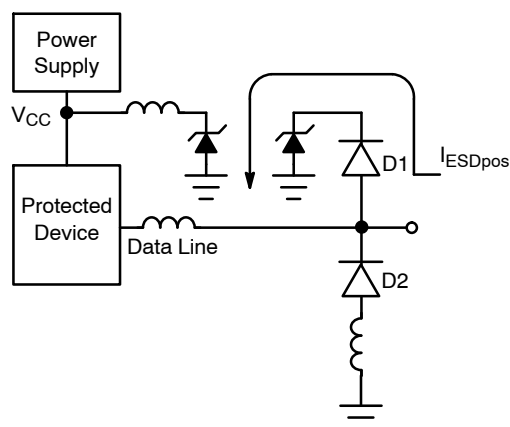 Power
Supply
VCC
D1
IESDpos
Protected
Device
Data Line
D2